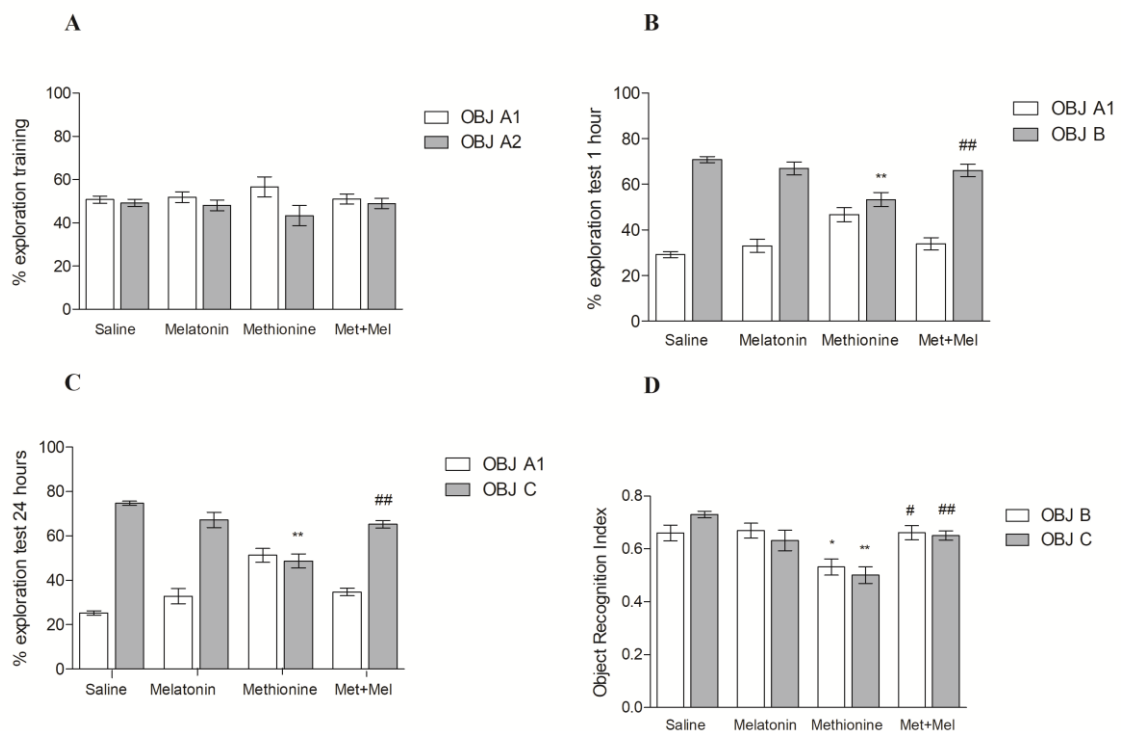 A
% exploration training
100
80
60
40
20
0
Saline Melatonin Methionine Met+Mel
OBJ A1
OBJ A2
B
% exploration test 1 hour
100
80
60
40
20
0
Saline Melatonin Methionine Met+Mel
**
##
OBJ A1
OBJ B
C
% exploration test 24 hours
100
80
60
40
20
0
Saline Melatonin Methionine Met+Mel
**
##
OBJ A1
OBJ C
D
Object Recognition Index
0.8
0.6
0.4
0.2
0.0
Saline Melatonin Methionine Met+Mel
* **
# ##
OBJ B
OBJ C